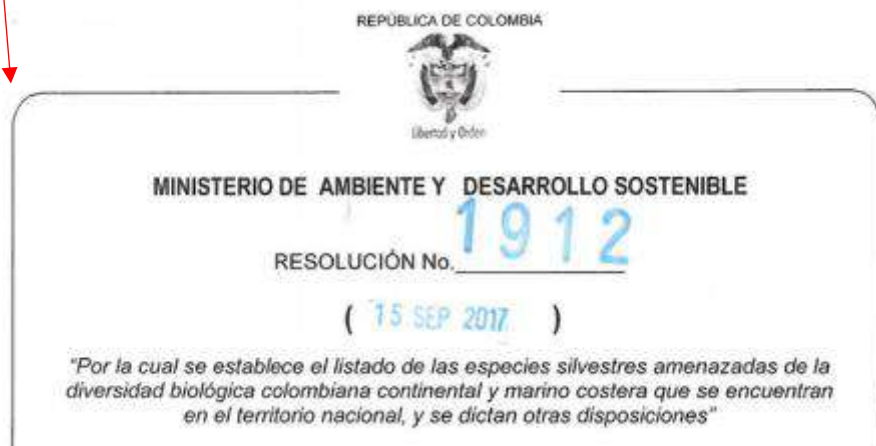 REPÚBLICA DE COLOMBIA
Libertad y Orden
MINISTERIO DE AMBIENTE Y DESARROLLO SOSTENIBLE
RESOLUCIÓN No. 1912
( 15 SEP 2017 )
"Por la cual se establece el listado de las especies silvestres amenazadas de la
diversidad biológica colombiana continental y marino costera que se encuentran
en el territorio nacional, y se dictan otras disposiciones"